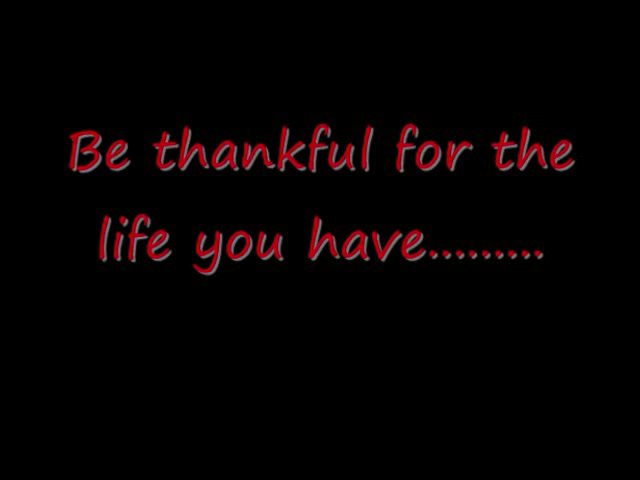 Be thankful for the
life you have.........